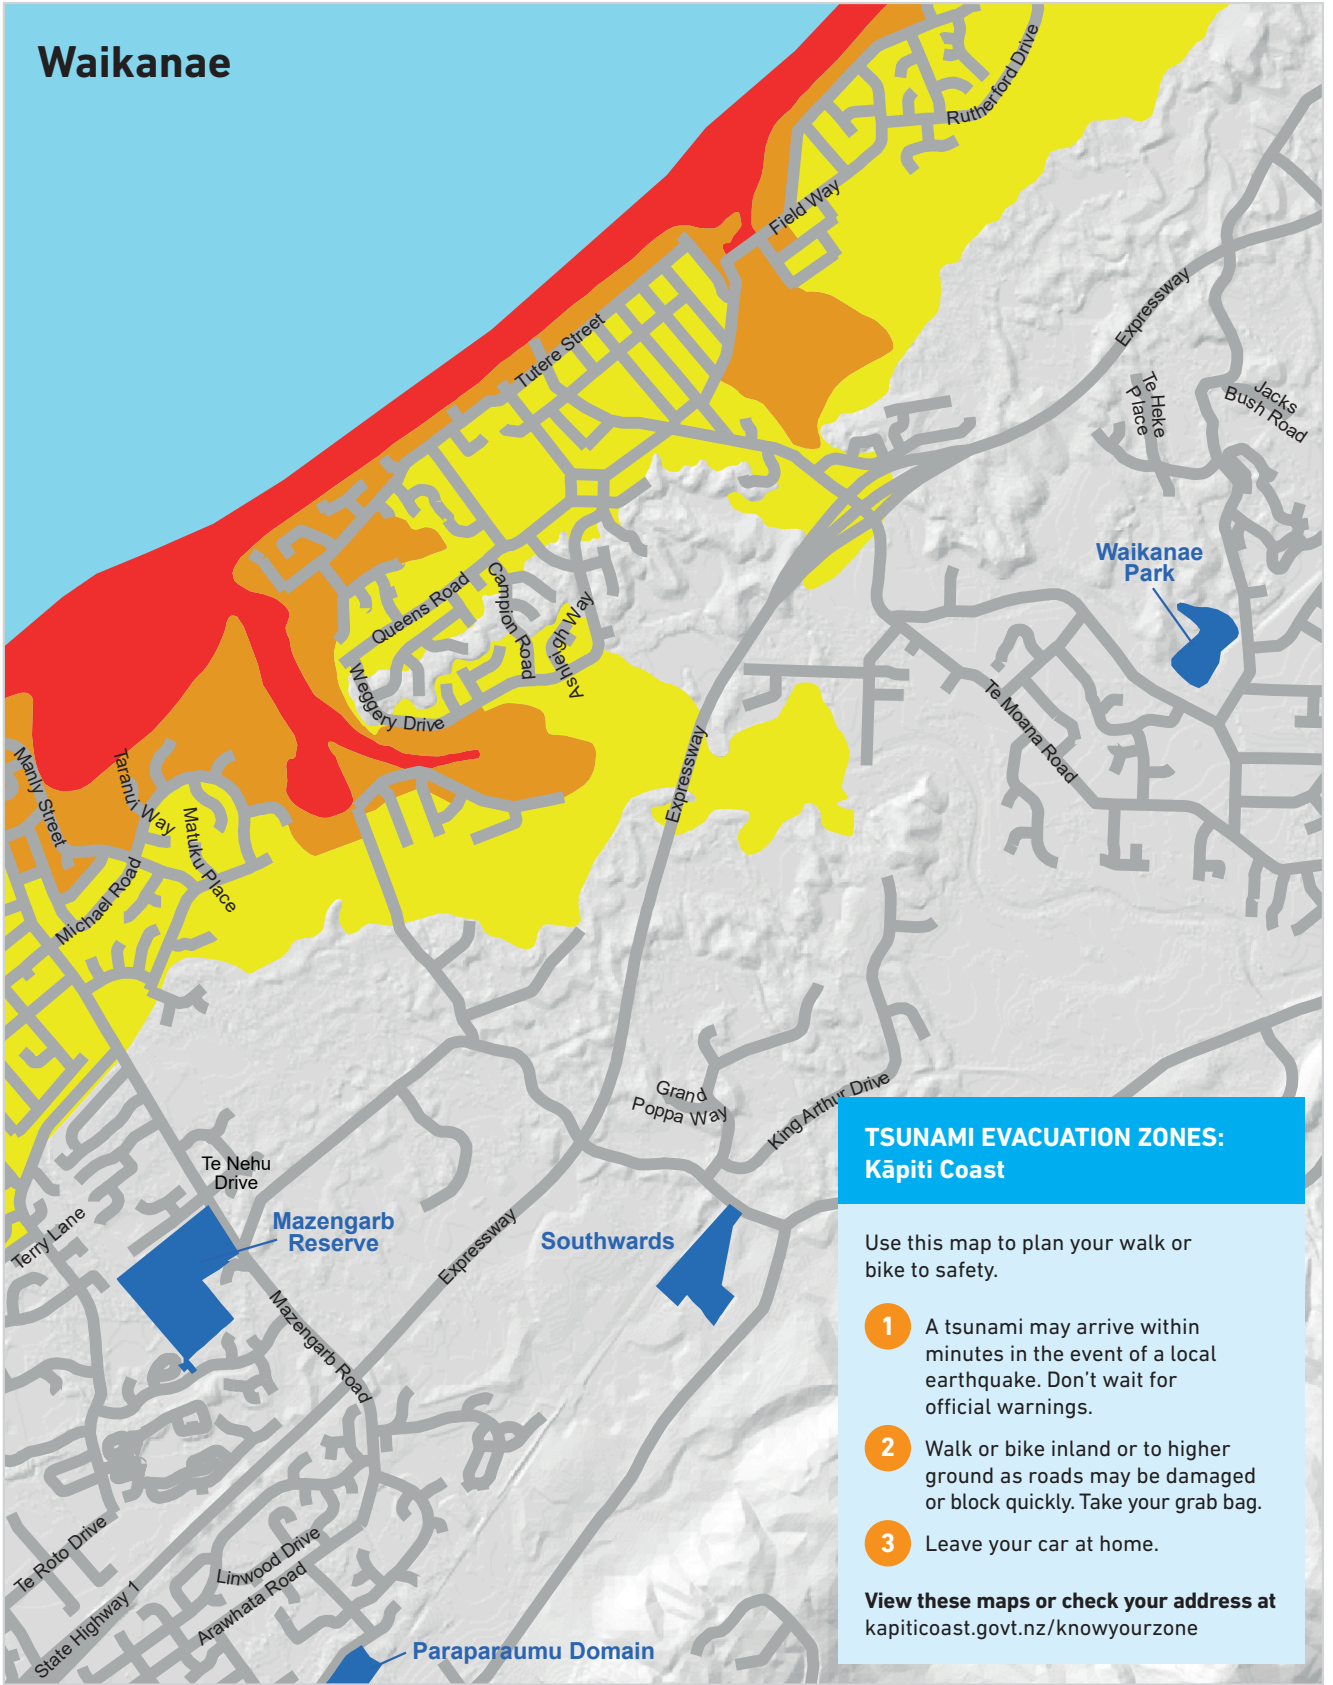 Waikanae
Rutherford Drive
Field Way
Expressway
Tutere Street
Te Heke
Place
Jacks
Bush Road
Waikanae
Park
Queens Road
Campion Road
Ashleigh Way
Weggery Drive
Te Moana Road
Expressway
Manly Street
Taranui Way
Matuku Place
Michael Road
Grand
Poppa Way
King Arthur Drive
Te Nehu
Drive
Terry Lane
Mazengarb
Reserve
Southwards
Expressway
Mazengarb Road
Te Roto Drive
Linwood Drive
Arawhata Road
State Highway 1
Paraparaumu Domain
TSUNAMI EVACUATION ZONES:
Kāpiti Coast
Use this map to plan your walk or
bike to safety.
1 A tsunami may arrive within
minutes in the event of a local
earthquake. Don't wait for
official warnings.
2 Walk or bike inland or to higher
ground as roads may be damaged
or block quickly. Take your grab bag.
3 Leave your car at home.
View these maps or check your address at
kapiticoast.govt.nz/knowyourzone